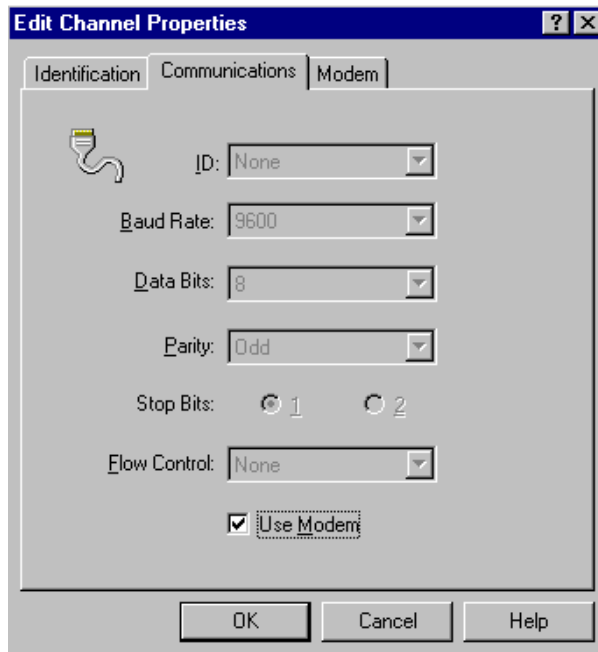 Edit Channel Properties
Identification Communications Modem
ID: None
Baud Rate: 9600
Data Bits: 8
Parity: Odd
Stop Bits: 1 2
Flow Control: None
Use Modem
OK Cancel Help